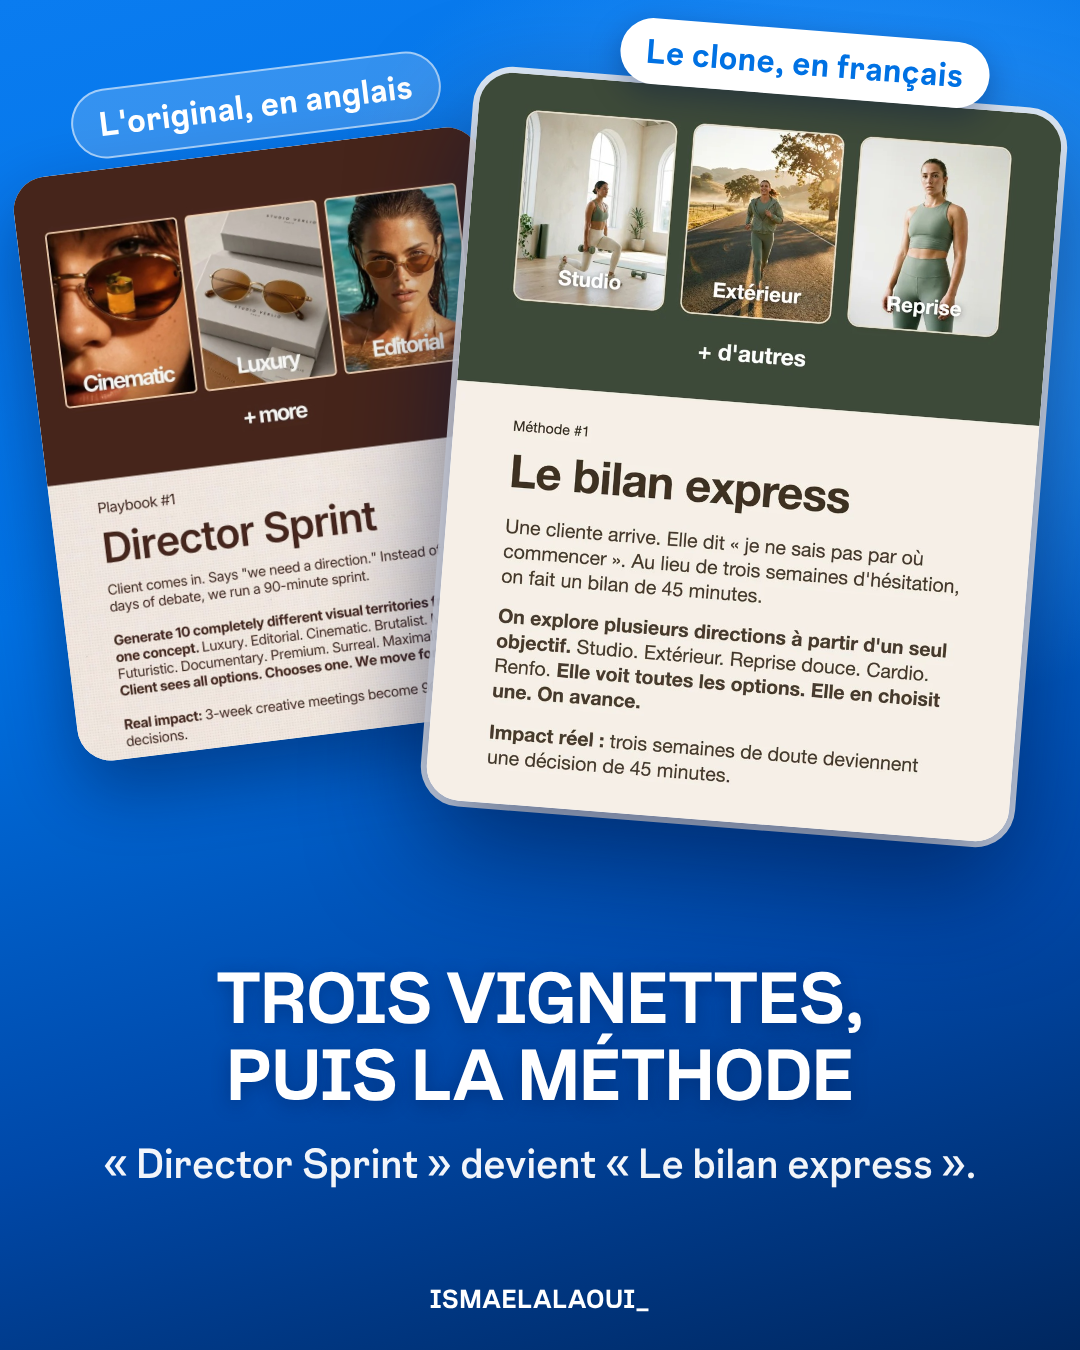 L'original, en anglais
Cinematic
Luxury
Editorial
+ more
Playbook #1
Director Sprint
Client comes in. Says "we need a direction." Instead of
days of debate, we run a 90-minute sprint.
Generate 10 completely different visual territories
one concept. Luxury. Editorial. Cinematic. Brutalist.
Futuristic. Documentary. Premium. Surreal.
Client sees all options. Chooses one. We move
Real impact: 3-week creative meetings become
decisions.
Le clone, en français
Studio
Extérieur
Reprise
+ d'autres
Méthode #1
Le bilan express
Une cliente arrive. Elle dit « je ne sais pas par où
commencer ». Au lieu de trois semaines d'hésitation,
on fait un bilan de 45 minutes.
On explore plusieurs directions à partir d'un seul
objectif. Studio. Extérieur. Reprise douce. Cardio.
Renfo. Elle voit toutes les options. Elle en choisit
une. On avance.
Impact réel : trois semaines de doute deviennent
une décision de 45 minutes.
TROIS VIGNETTES,
PUIS LA MÉTHODE
« Director Sprint » devient « Le bilan express ».
ISMAELALAOUI_